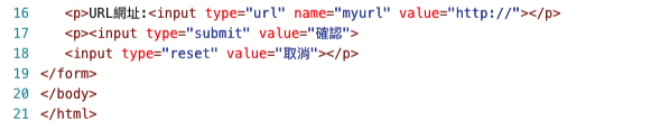 16 <p>URL網址:<input type="url" name="myurl" value="http://"></p>
17 <p><input type="submit" value="確認">
18 <input type="reset" value="取消"></p>
19 </form>
20 </body>
21 </html>